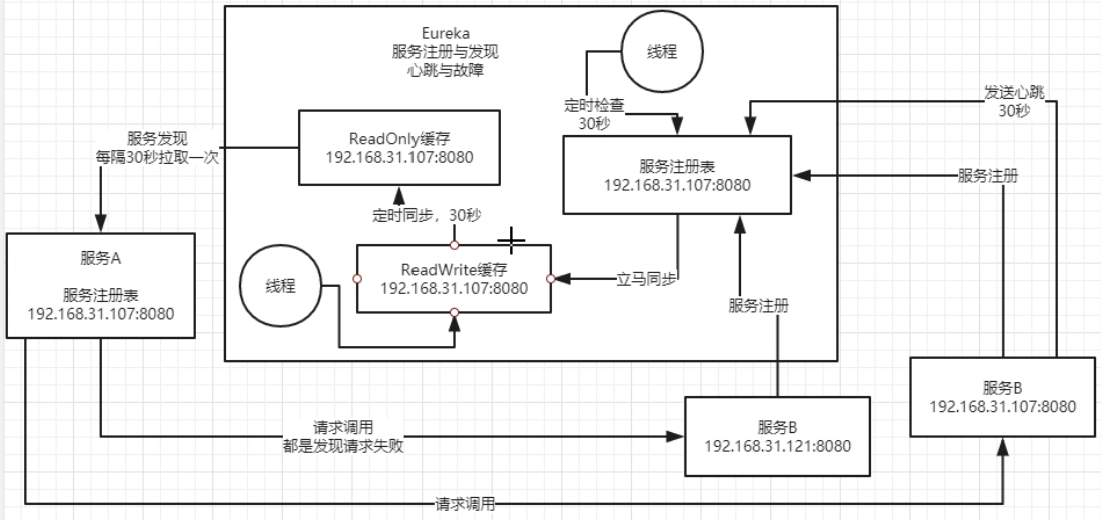 Eureka
服务注册与发现
心跳与故障
线程
定时检查
30秒
发送心跳
30秒
服务发现
每隔30秒拉取一次
ReadOnly缓存
192.168.31.107:8080
服务注册表
192.168.31.107:8080
服务注册
定时同步，30秒
服务A
服务注册表
192.168.31.107:8080
线程
ReadWrite缓存
192.168.31.107:8080
立马同步
服务注册
服务B
192.168.31.107:8080
请求调用
都是发现请求失败
服务B
192.168.31.121:8080
请求调用